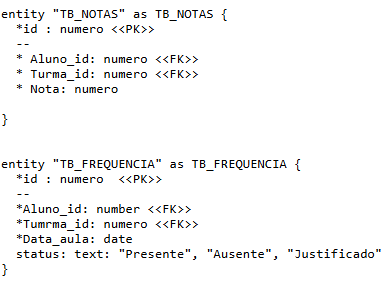 entity "TB_NOTAS" as TB_NOTAS {
*id : numero <<PK>>
--
* Aluno_id: numero <<FK>>
* Turma_id: numero <<FK>>
* Nota: numero
}
entity "TB_FREQUENCIA" as TB_FREQUENCIA {
*id : numero  <<PK>>
--
*Aluno_id: number <<FK>>
*Tumrma_id: numero <<FK>>
*Data_aula: date
status: text: "Presente", "Ausente", "Justificado"
}